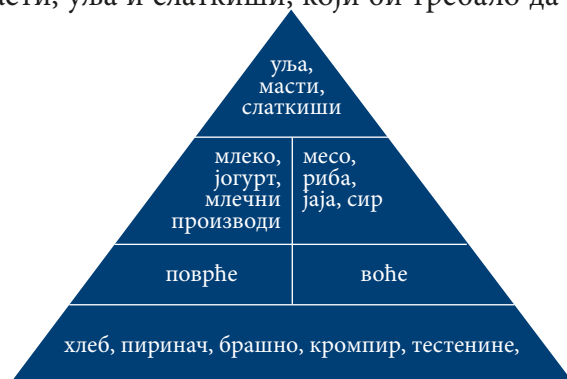 масти, уља и слаткиши, који би требало да
уља,
масти,
слаткиши
млеко,
јогурт,
млечни
производи
месо,
риба,
јаја, сир
поврће
воће
хлеб, пиринач, брашно, кромпир, тестенине,